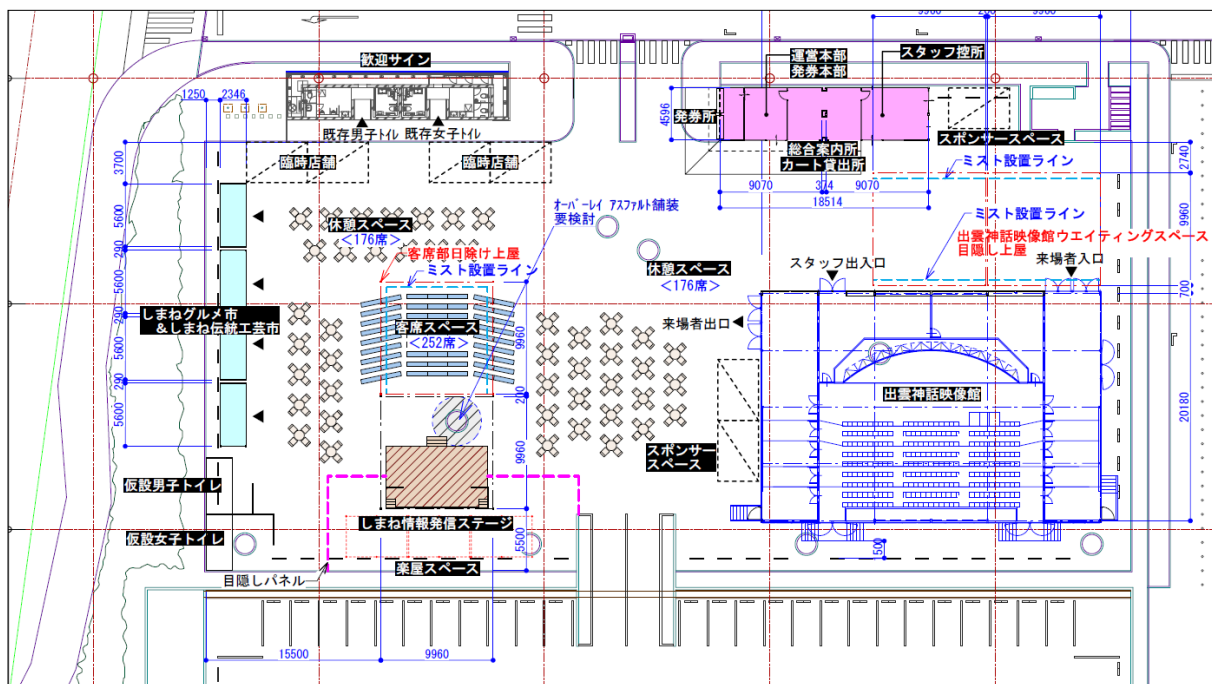 9960
200
9960
歓迎サイン
運営本部
発券本部
スタッフ控所
1250
2346
既存男子トイレ
既存女子トイレ
4596
発券所
総合案内所
カート貸出所
スポンサースペース
臨時店舗
臨時店舗
ミスト設置ライン
2740
3700
9070
374
9070
18514
オーバーレイ アスファルト舗装
要検討
休憩スペース
<176席>
ミスト設置ライン
9960
5600
出雲神話映像館ウエイティングスペース
目隠し上屋
客席部日除け上屋
ミスト設置ライン
休憩スペース
<176席>
スタッフ出入口
来場者入口
290
5600
700
しまねグルメ市
&しまね伝統工芸市
客席スペース
<252席>
来場者出口
9960
290
5600
290
200
出雲神話映像館
20180
5600
9960
スポンサー
スペース
仮設男子トイレ
しまね情報発信ステージ
仮設女子トイレ
5500
500
楽屋スペース
目隠しパネル
15500
9960